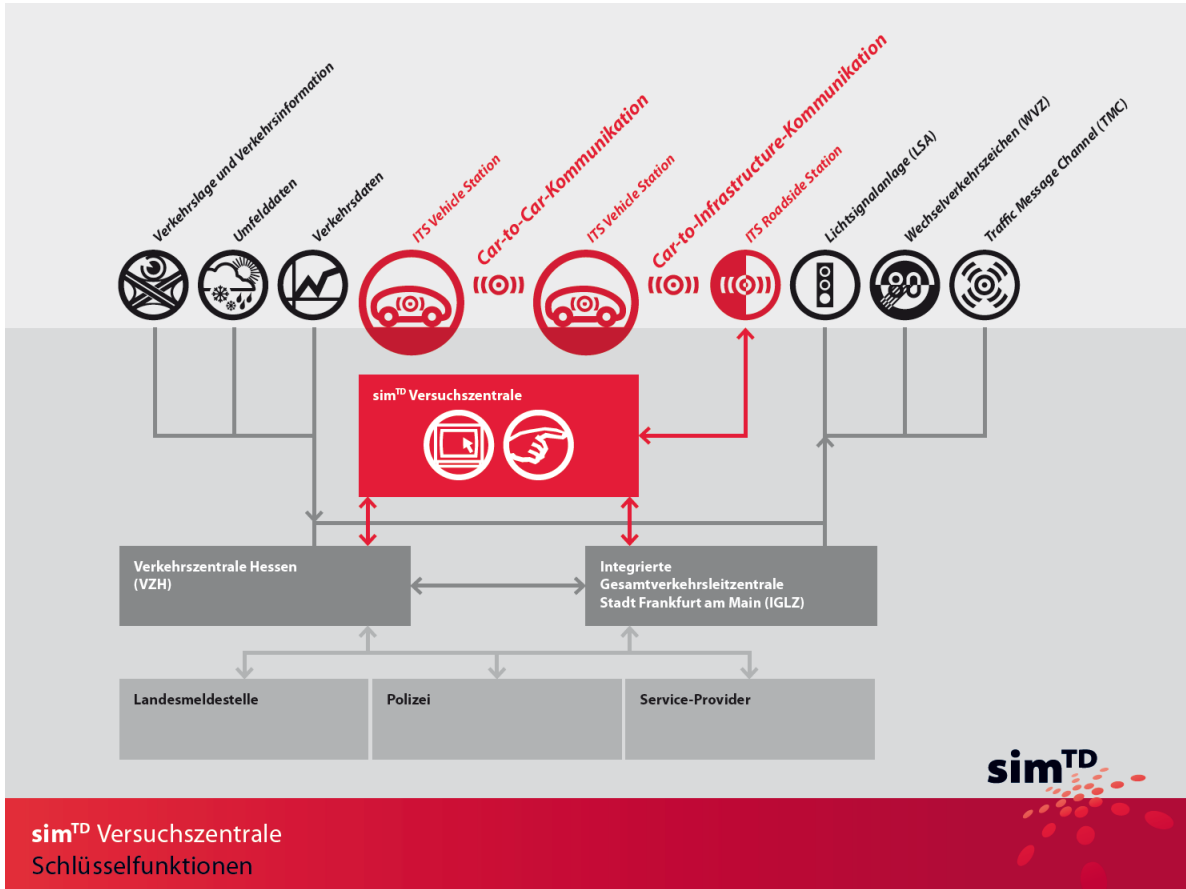 Verkehrslage und Verkehrsinformation
Umfelddaten
Verkehrsdaten
ITS Vehicle Station
Car-to-Car-Kommunikation
ITS Vehicle Station
Car-to-Infrastructure-Kommunikation
ITS Roadside Station
Lichtsignalanlage (LSA)
Wechselverkehrszeichen (WVZ)
Traffic Message Channel (TMC)
80
simTD Versuchszentrale
Verkehrszentrale Hessen
(VZH)
Integrierte
Gesamtverkehrsleitzentrale
Stadt Frankfurt am Main (IGLZ)
Landesmeldestelle
Polizei
Service-Provider
simTD
simTD Versuchszentrale
Schlüsselfunktionen